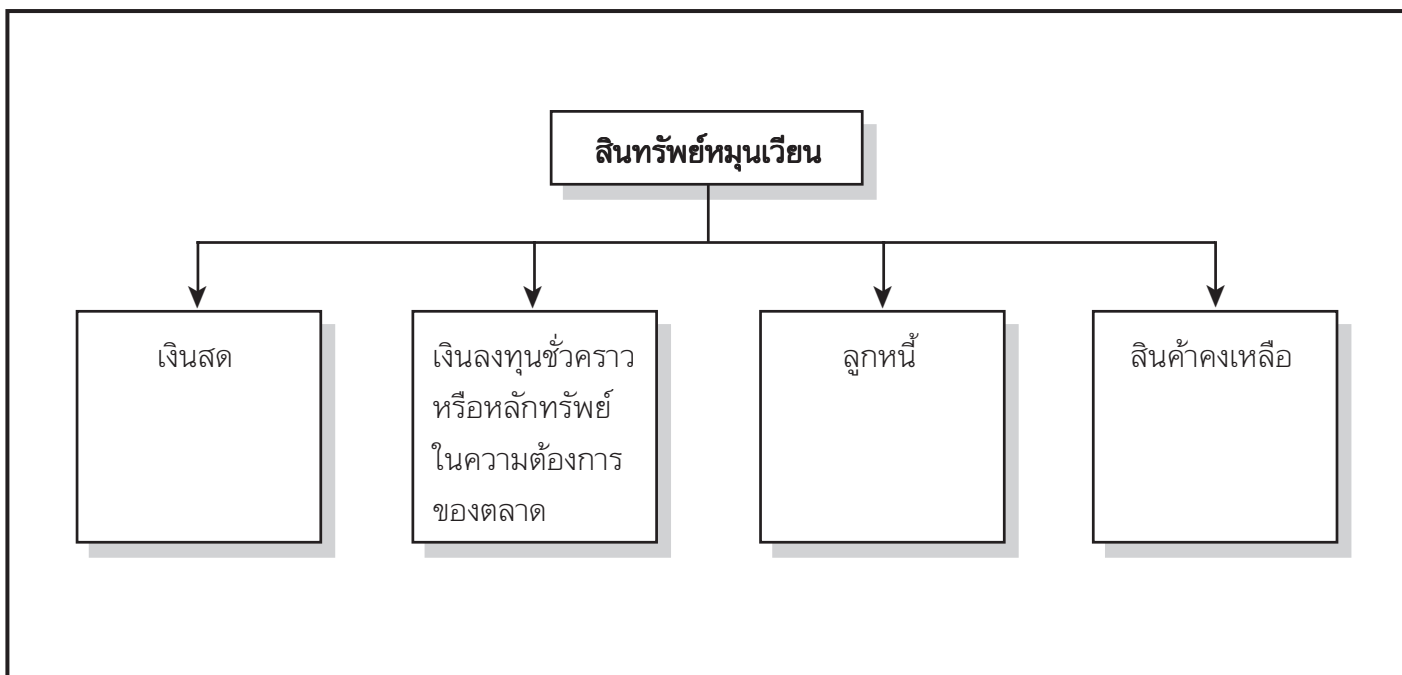 สินทรัพย์หมุนเวียน
เงินสด
เงินลงทุนชั่วคราว
หรือหลักทรัพย์
ในความต้องการ
ของตลาด
ลูกหนี้
สินค้าคงเหลือ